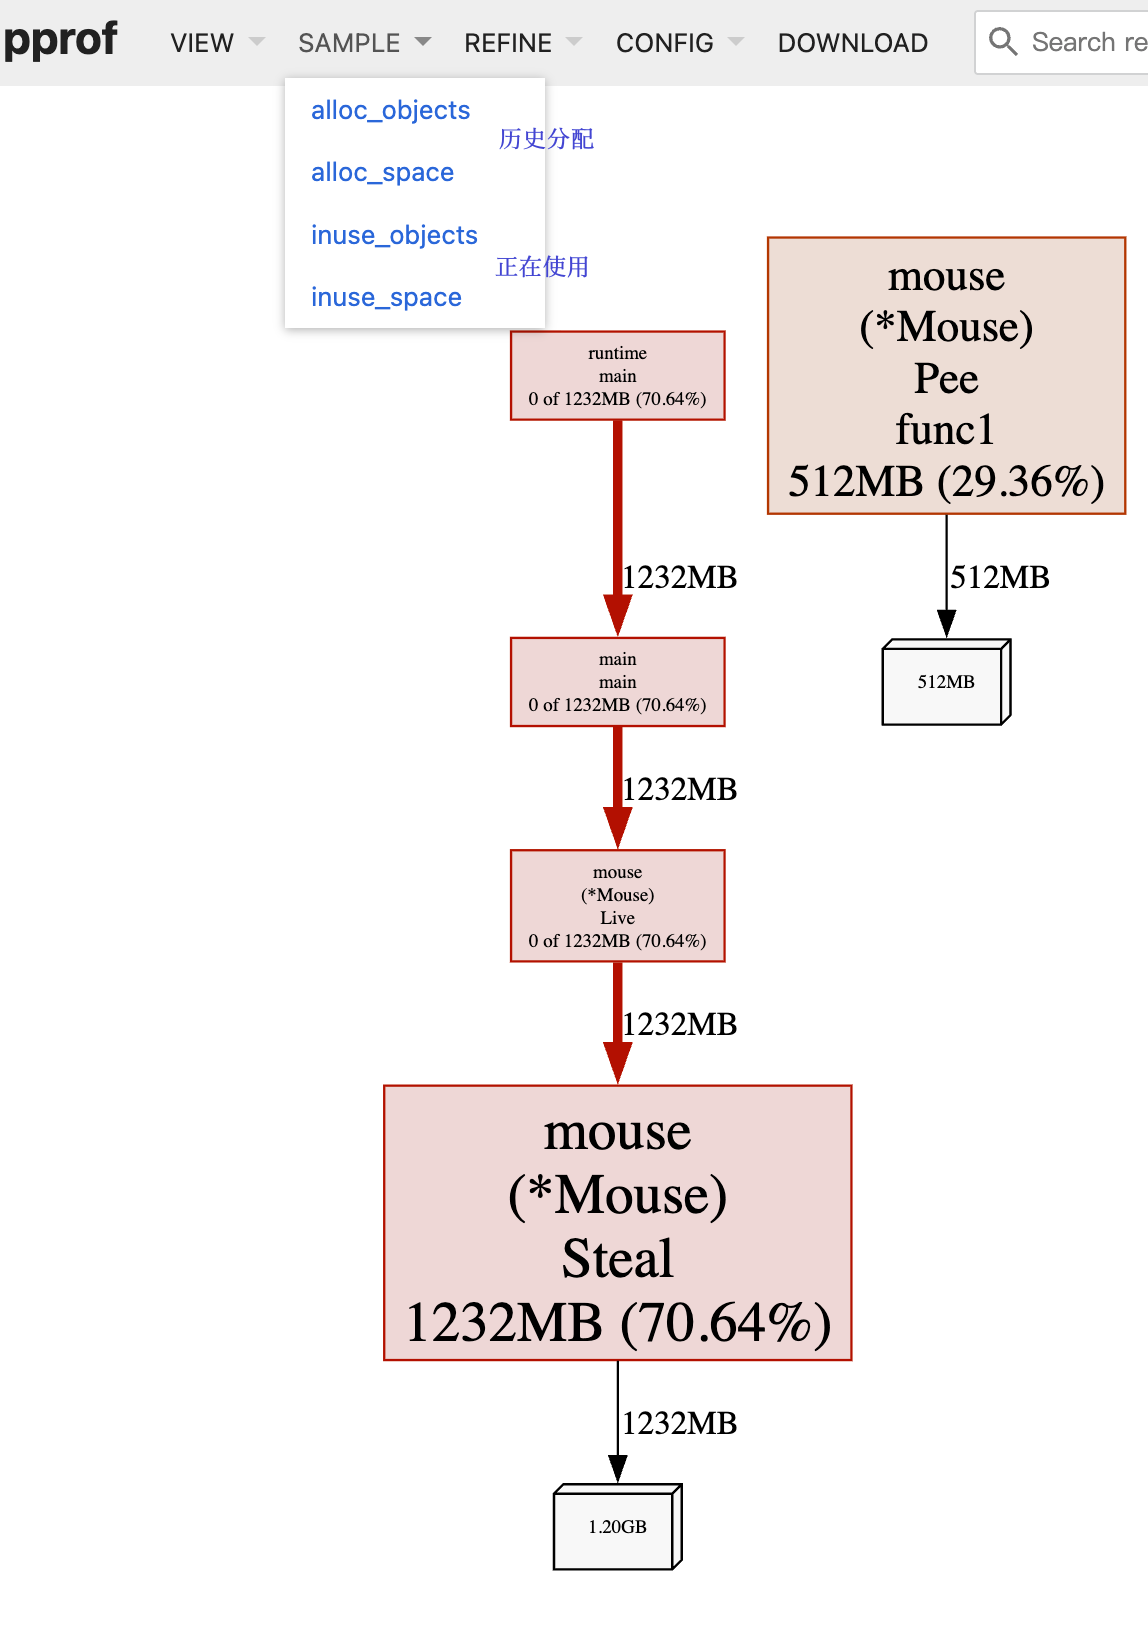 pprof
VIEW
SAMPLE
REFINE
CONFIG
DOWNLOAD
Search re
alloc_objects
历史分配
alloc_space
inuse_objects
正在使用
inuse_space
runtime
main
0 of 1232MB (70.64%)
mouse
(*Mouse)
Pee
func1
512MB (29.36%)
1232MB
512MB
main
main
0 of 1232MB (70.64%)
512MB
1232MB
mouse
(*Mouse)
Live
0 of 1232MB (70.64%)
1232MB
mouse
(*Mouse)
Steal
1232MB (70.64%)
1232MB
1.20GB